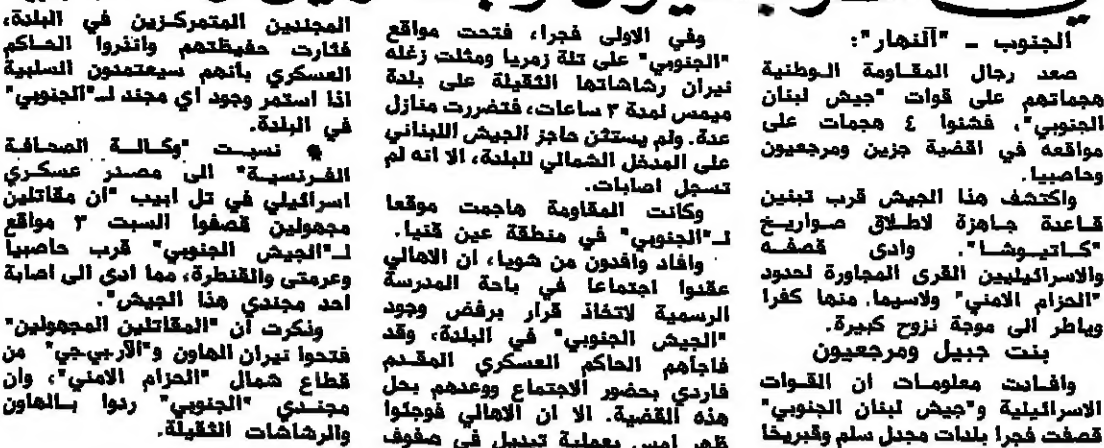 الجنوب - "النهار":
صعد رجال المقاومة الوطنية
هجماتهم على قوات "جيش لبنان
الجنوبي"، فشنوا ٤ هجمات على
مواقعه في اقضية جزين ومرجعيون
وحاصبيا.
واكتشف هذا الجيش قرب تبنين
قاعدة جاهزة لاطلاق صواريخ
"كاتيوشا". وادى قصفه
والاسرائيليين القرى المجاورة لحدود
"الحزام الامني" ولاسيما، منها كفرا
وياطر الى موجة نزوح كبيرة.
بنت جبيل ومرجعيون
وافادت معلومات ان القوات
الاسرائيلية و"جيش لبنان الجنوبي"
قصفت فجرا بلدات مجدل سلم وقبريخا
وفي الاولى فجرا، فتحت مواقع
"الجنوبي" على تلة زمريا ومثلث زغله
نيران رشاشاتها الثقيلة على بلدة
ميمس لمدة ٣ ساعات، فتضررت منازل
عدة. ولم يستثن حاجز الجيش اللبناني
على المدخل الشمالي للبلدة، الا انه لم
تسجل اصابات.
وكانت المقاومة هاجمت موقعا
لـ"الجنوبي" في منطقة عين قنيا.
وافاد وافدون من شويا، ان الاهالي
عقدوا اجتماعا في باحة المدرسة
الرسمية لاتخاذ قرار برفض وجود
"الجيش الجنوبي" في البلدة، وقد
فاجأهم الحاكم العسكري المقدم
فاردي بحضور الاجتماع ووعدهم بحل
هذه القضية. الا ان الاهالي فوجئوا
ظهر امس بعملية تبديل في صفوف
المجندين المتمركزين في البلدة،
فثارت حفيظتهم وانذروا الحاكم
العسكري بأنهم سيعتمدون السلبية
اذا استمر وجود اي مجند لـ"الجنوبي"
في البلدة.
● نسبت "وكالة الصحافة
الفرنسية" الى مصدر عسكري
اسرائيلي في تل ابيب "ان مقاتلين
مجهولين قصفوا السبت ٣ مواقع
لـ"الجيش الجنوبي" قرب حاصبيا
وعرمتى والقنطرة، مما ادى الى اصابة
احد مجندي هذا الجيش".
وذكرت ان "المقاتلين المجهولين"
فتحوا نيران الهاون و"الآر.بي.جي" من
قطاع شمال "الحزام الامني"، وان
مجندي "الجنوبي" ردوا بالهاون
والرشاشات الثقيلة.